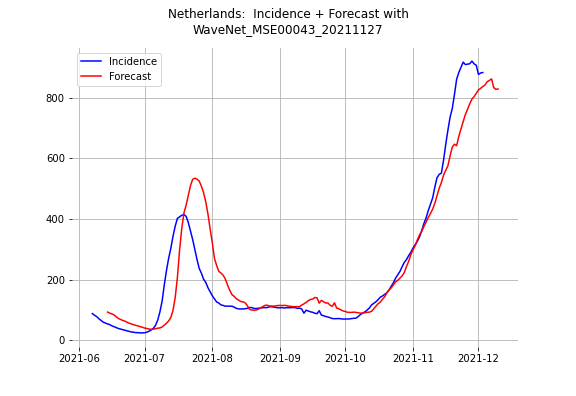 Netherlands: Incidence + Forecast with
WaveNet_MSE00043_20211127
Incidence
Forecast
800
600
400
200
0
2021-06 2021-07 2021-08 2021-09 2021-10 2021-11 2021-12